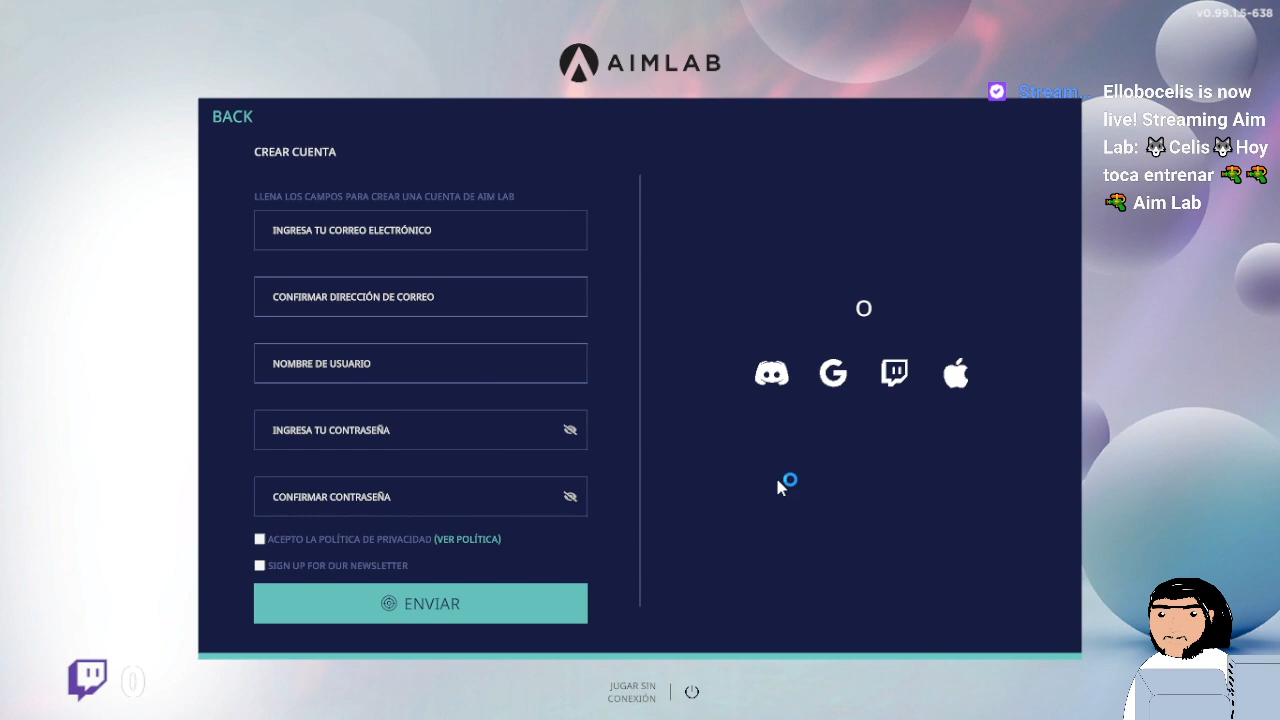 v0.99.1.5-638
AIMLAB
BACK
CREAR CUENTA
LLENA LOS CAMPOS PARA CREAR UNA CUENTA DE AIM LAB
INGRESA TU CORREO ELECTRÓNICO
CONFIRMAR DIRECCIÓN DE CORREO
NOMBRE DE USUARIO
INGRESA TU CONTRASEÑA
CONFIRMAR CONTRASEÑA
ACEPTO LA POLÍTICA DE PRIVACIDAD (VER POLÍTICA)
SIGN UP FOR OUR NEWSLETTER
ENVIAR
O
Stream... Ellobocelis is now
live! Streaming Aim
Lab: 🐺Celis🐺Hoy
toca entrenar 🔫🔫
🔫 Aim Lab
0
JUGAR SIN
CONEXIÓN